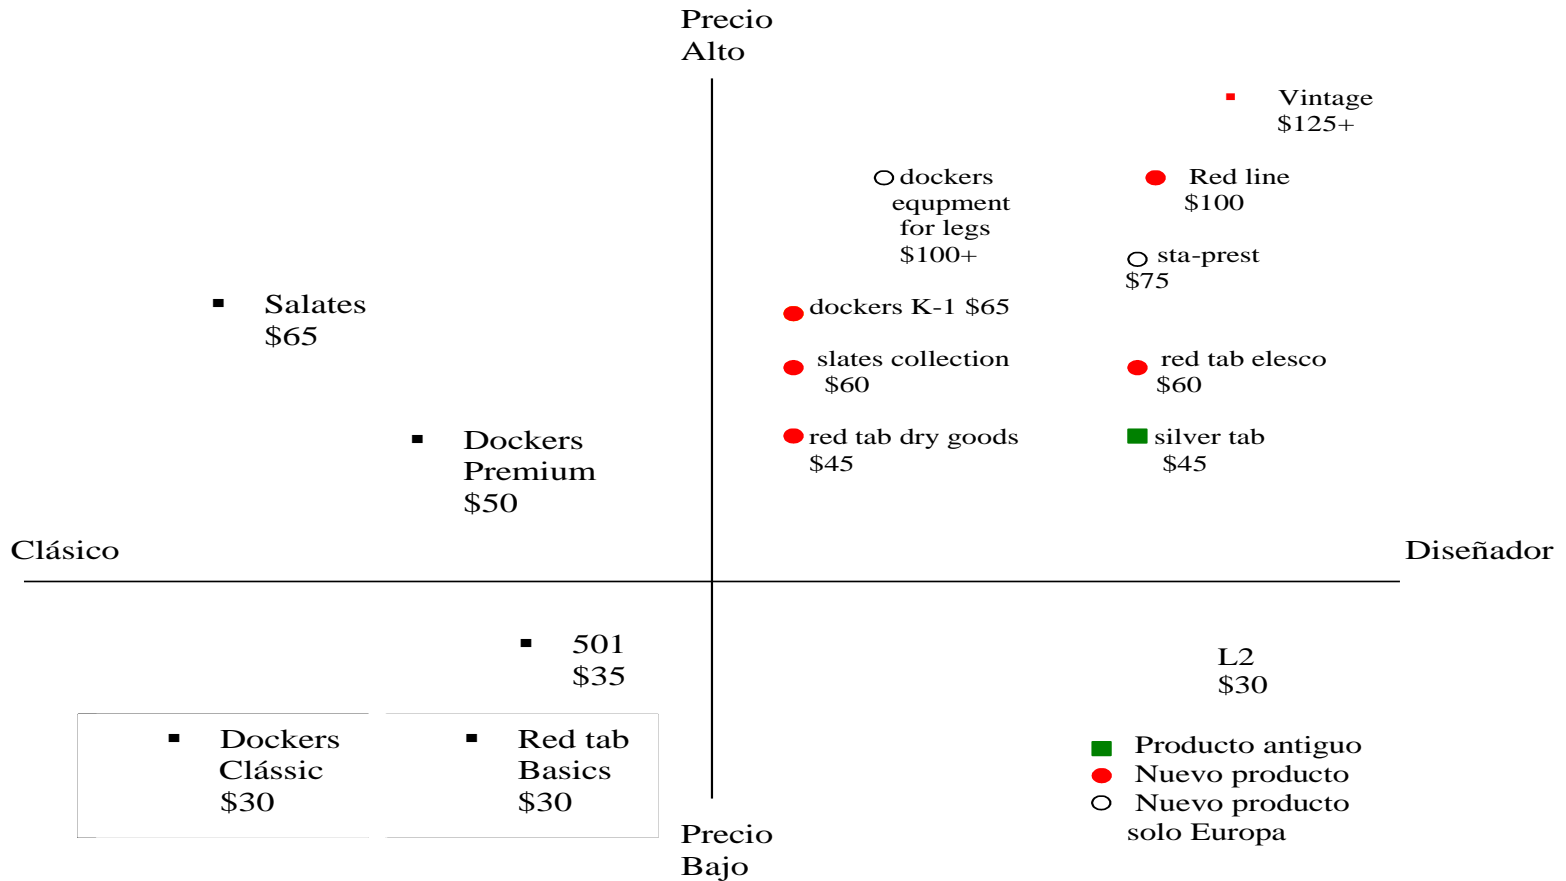 Precio
Alto
Vintage
$125+
dockers
equpment
for legs
$100+
Red line
$100
sta-prest
$75
Salates
$65
dockers K-1 $65
slates collection
$60
red tab elesco
$60
Dockers
Premium
$50
red tab dry goods
$45
silver tab
$45
Clásico
Diseñador
501
$35
L2
$30
Dockers
Clássic
$30
Red tab
Basics
$30
Producto antiguo
Nuevo producto
Nuevo producto
solo Europa
Precio
Bajo